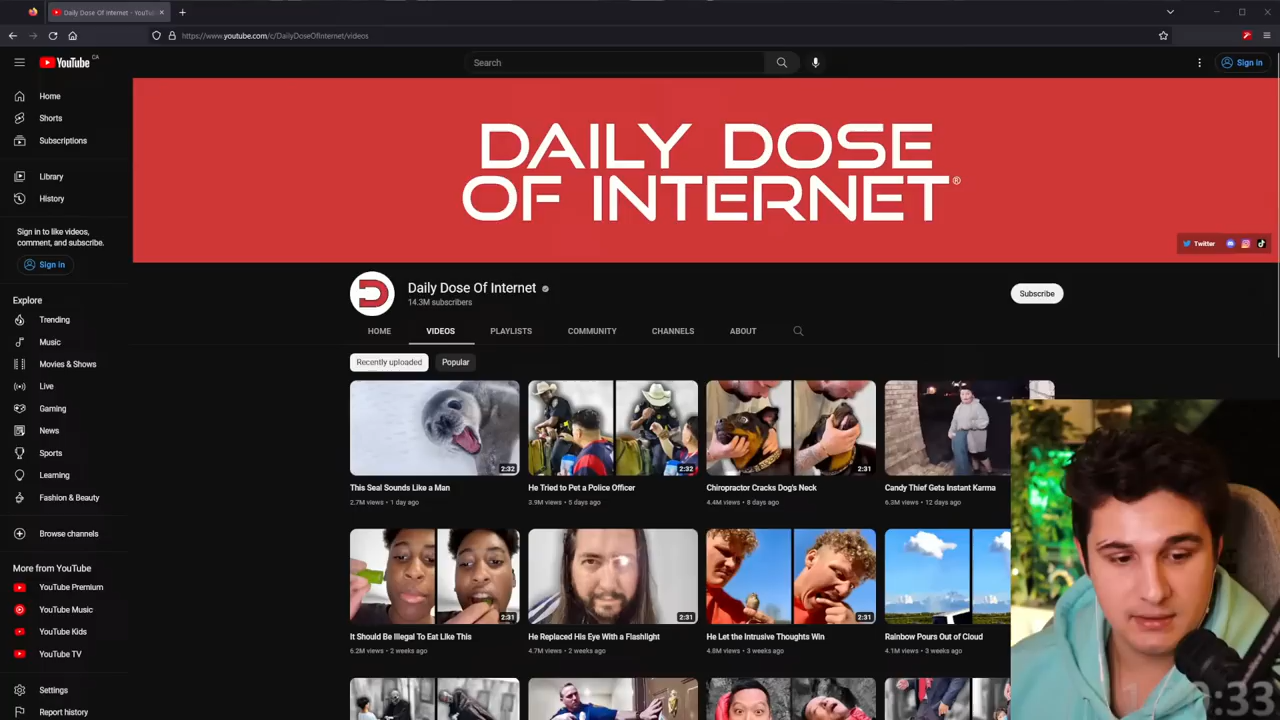 Daily Dose Of Internet - YouTu
https://www.youtube.com/c/DailyDoseOfInternet/videos
YouTube CA
Search
Sign in
Home
Shorts
Subscriptions
Library
History
Sign in to like videos,
comment, and subscribe.
Sign in
Explore
Trending
Music
Movies & Shows
Live
Gaming
News
Sports
Learning
Fashion & Beauty
Browse channels
More from YouTube
YouTube Premium
YouTube Music
YouTube Kids
YouTube TV
Settings
Report history
DAILY DOSE
OF INTERNET®
Twitter
Daily Dose Of Internet
14.3M subscribers
Subscribe
HOME VIDEOS PLAYLISTS COMMUNITY CHANNELS ABOUT
Recently uploaded Popular
2:32 2:32 2:31
This Seal Sounds Like a Man
2.7M views • 1 day ago
He Tried to Pet a Police Officer
3.9M views • 5 days ago
Chiropractor Cracks Dog's Neck
4.4M views • 8 days ago
Candy Thief Gets Instant Karma
6.3M views • 12 days ago
2:31 2:31 2:31
It Should Be Illegal To Eat Like This
6.2M views • 2 weeks ago
He Replaced His Eye With a Flashlight
4.7M views • 2 weeks ago
He Let the Intrusive Thoughts Win
4.8M views • 3 weeks ago
Rainbow Pours Out of Cloud
4.1M views • 3 weeks ago
:33